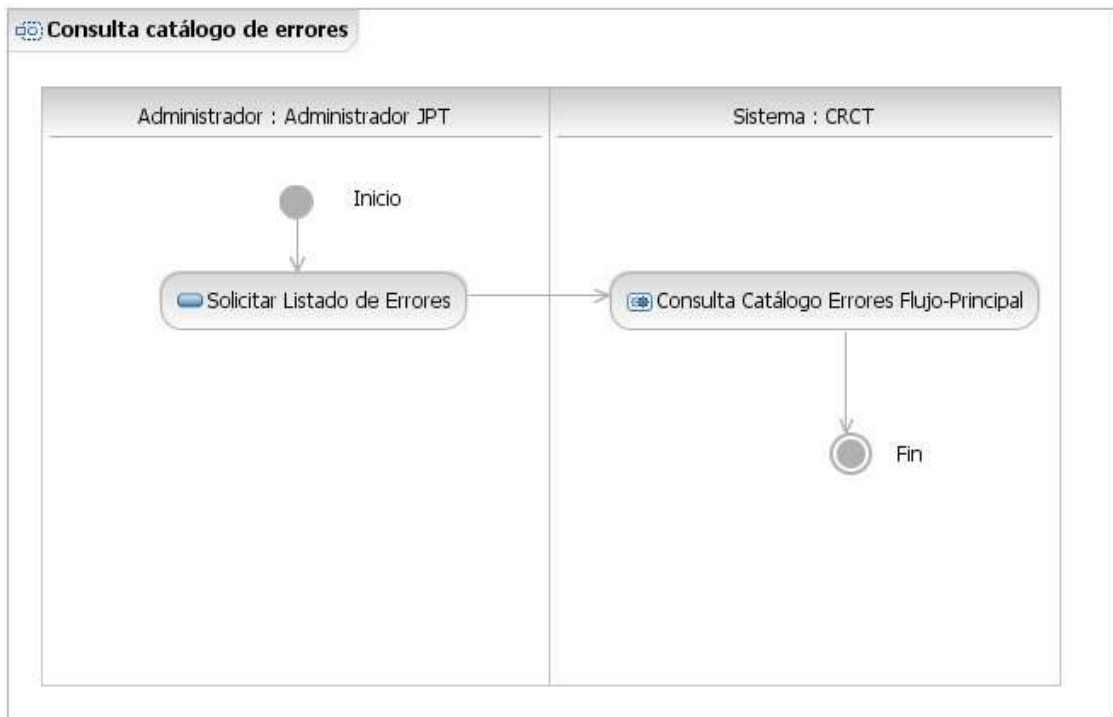 Consulta catálogo de errores
Administrador : Administrador JPT
Sistema : CRCT
Inicio
Solicitar Listado de Errores
Consulta Catálogo Errores Flujo-Principal
Fin